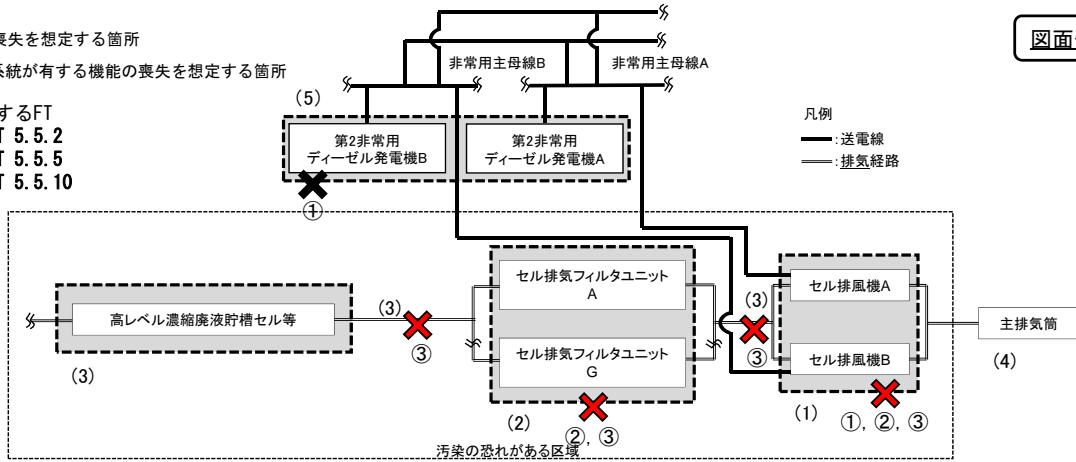 喪失を想定する箇所
系統が有する機能の喪失を想定する箇所
するFT
5.5.2
5.5.5
5.5.10
図面
非常用主母線B
非常用主母線A
凡例
:送電線
:排気経路
(5)
第2非常用
ディーゼル発電機B
第2非常用
ディーゼル発電機A
①
高レベル濃縮廃液貯槽セル等
(3)
(3)
③
セル排気フィルタユニット
A
セル排気フィルタユニット
G
(2)
②, ③
(3)
③
セル排風機A
セル排風機B
(1)
①, ②, ③
主排気筒
(4)
汚染の恐れがある区域